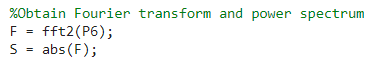 %Obtain Fourier transform and power spectrum
F = fft2(P6);
S = abs(F);